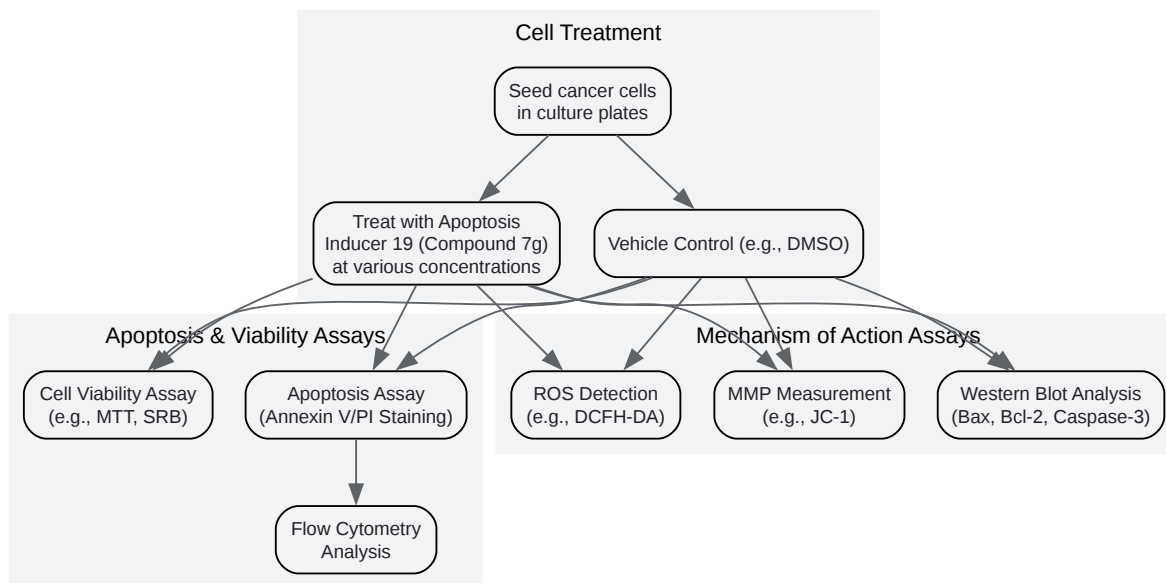 Cell Treatment
Seed cancer cells
in culture plates
Treat with Apoptosis
Inducer 19 (Compound 7g)
at various concentrations
Vehicle Control (e.g., DMSO)
Apoptosis & Viability Assays
Cell Viability Assay
(e.g., MTT, SRB)
Apoptosis Assay
(Annexin V/PI Staining)
Flow Cytometry
Analysis
Mechanism of Action Assays
ROS Detection
(e.g., DCFH-DA)
MMP Measurement
(e.g., JC-1)
Western Blot Analysis
(Bax, Bcl-2, Caspase-3)